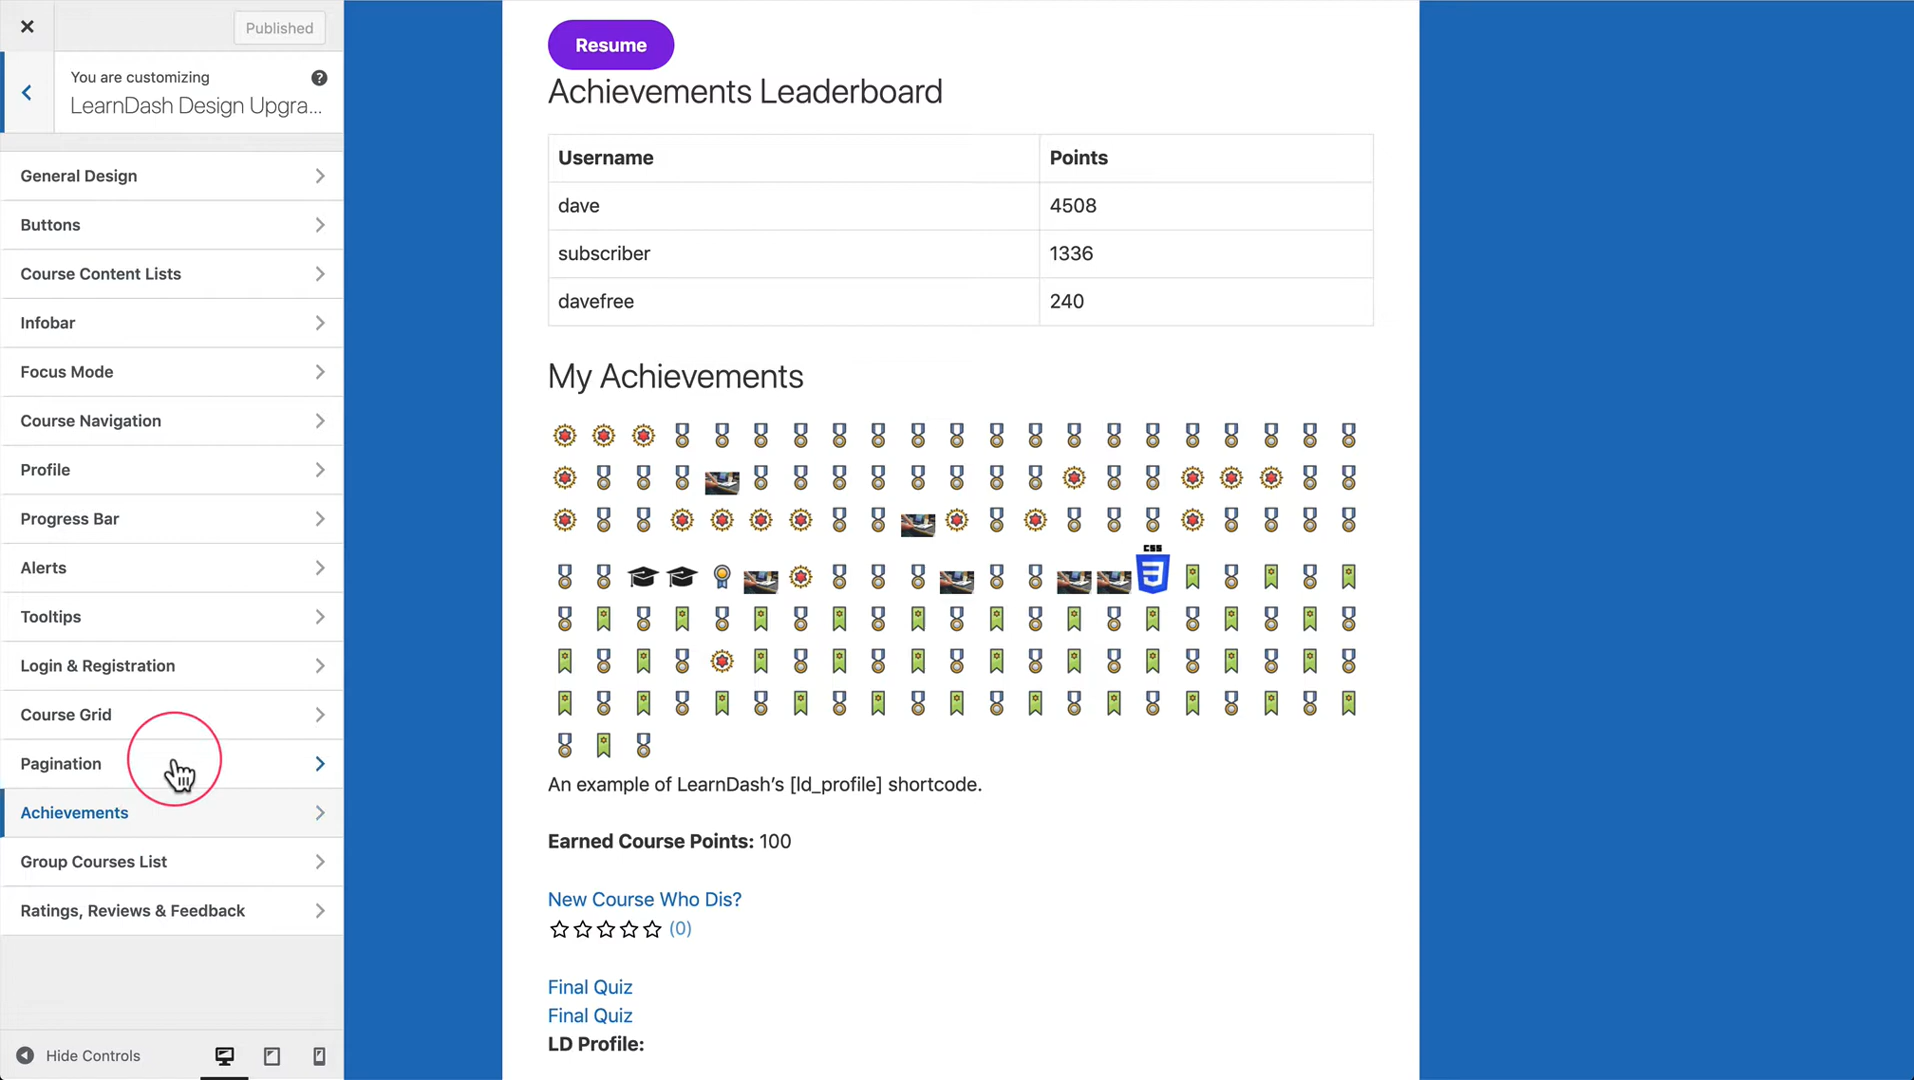 Published
You are customizing
LearnDash Design Upgra...
General Design
Buttons
Course Content Lists
Infobar
Focus Mode
Course Navigation
Profile
Progress Bar
Alerts
Tooltips
Login & Registration
Course Grid
Pagination
Achievements
Group Courses List
Ratings, Reviews & Feedback
Hide Controls
Resume
Achievements Leaderboard
Username Points
dave 4508
subscriber 1336
davefree 240
My Achievements
CSS
3
An example of LearnDash’s [ld_profile] shortcode.
Earned Course Points: 100
New Course Who Dis?
(0)
Final Quiz
Final Quiz
LD Profile: